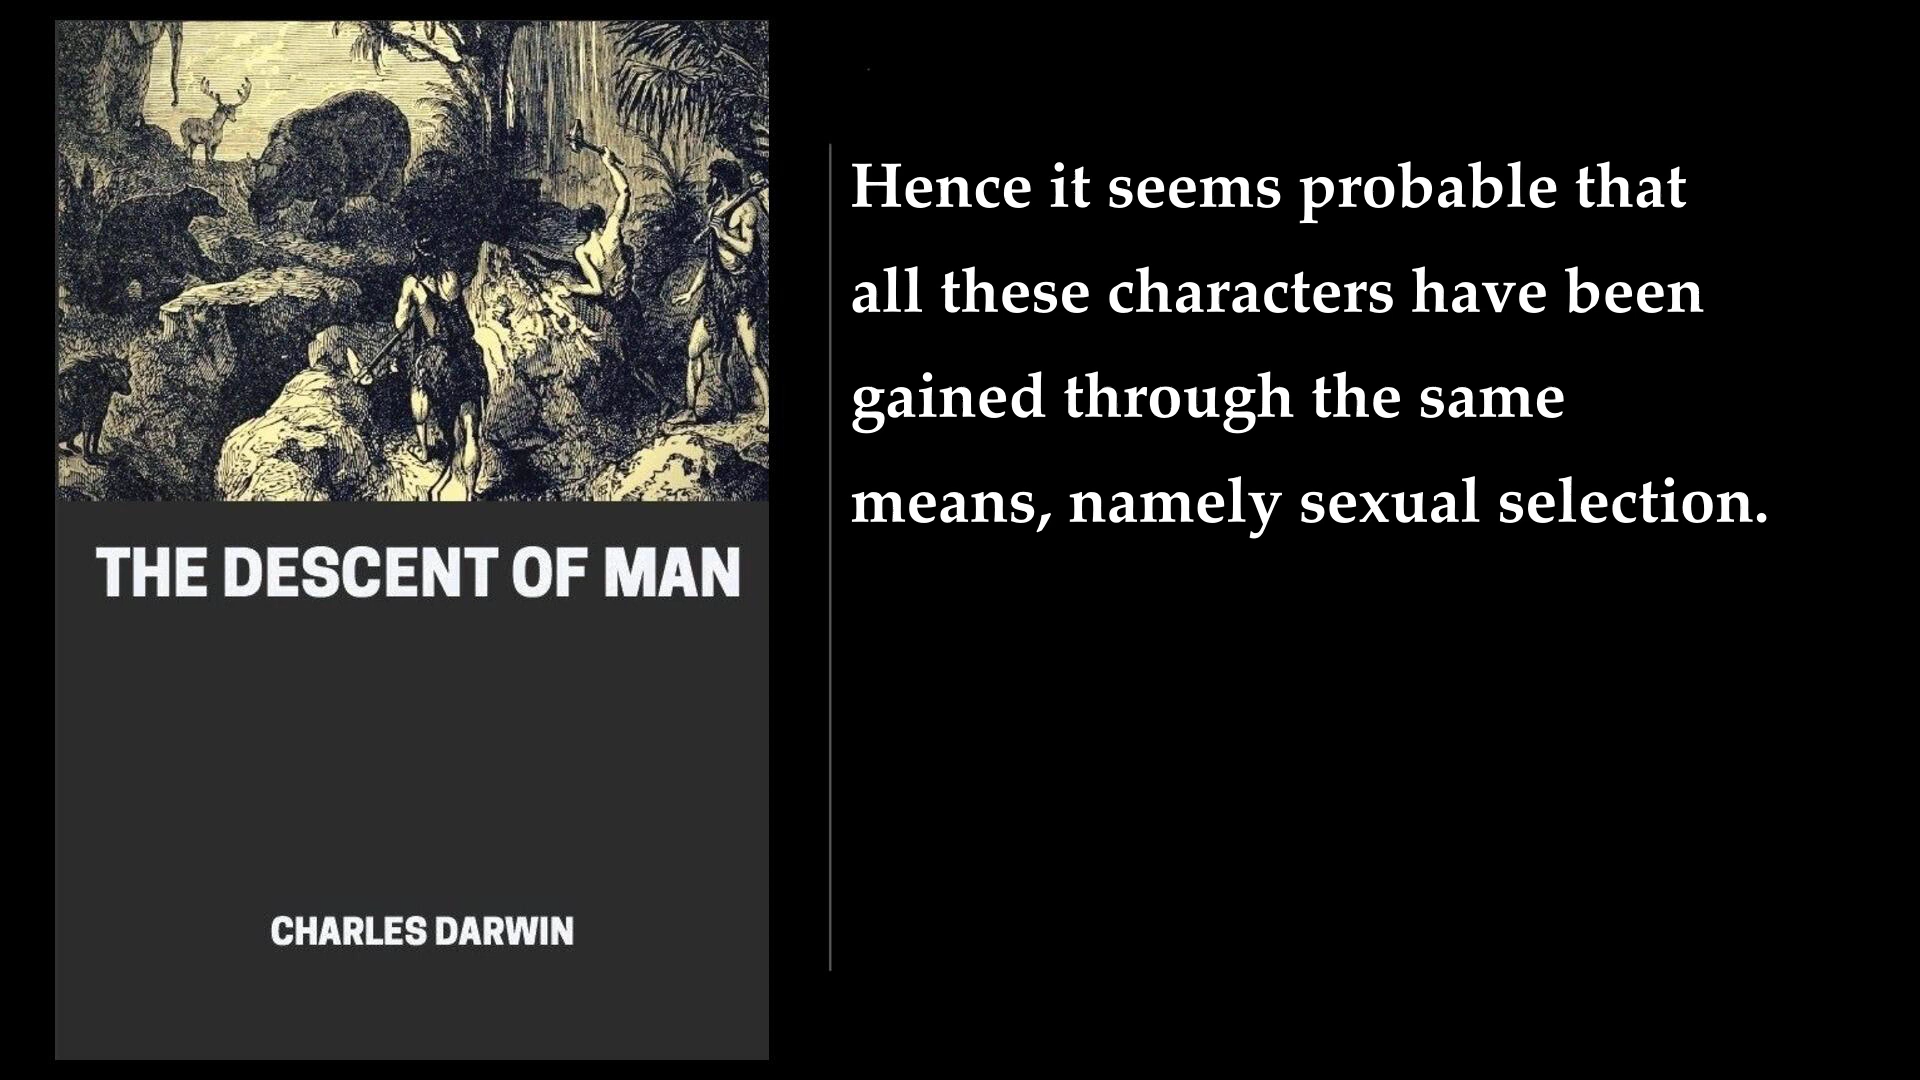 THE DESCENT OF MAN
CHARLES DARWIN
Hence it seems probable that
all these characters have been
gained through the same
means, namely sexual selection.